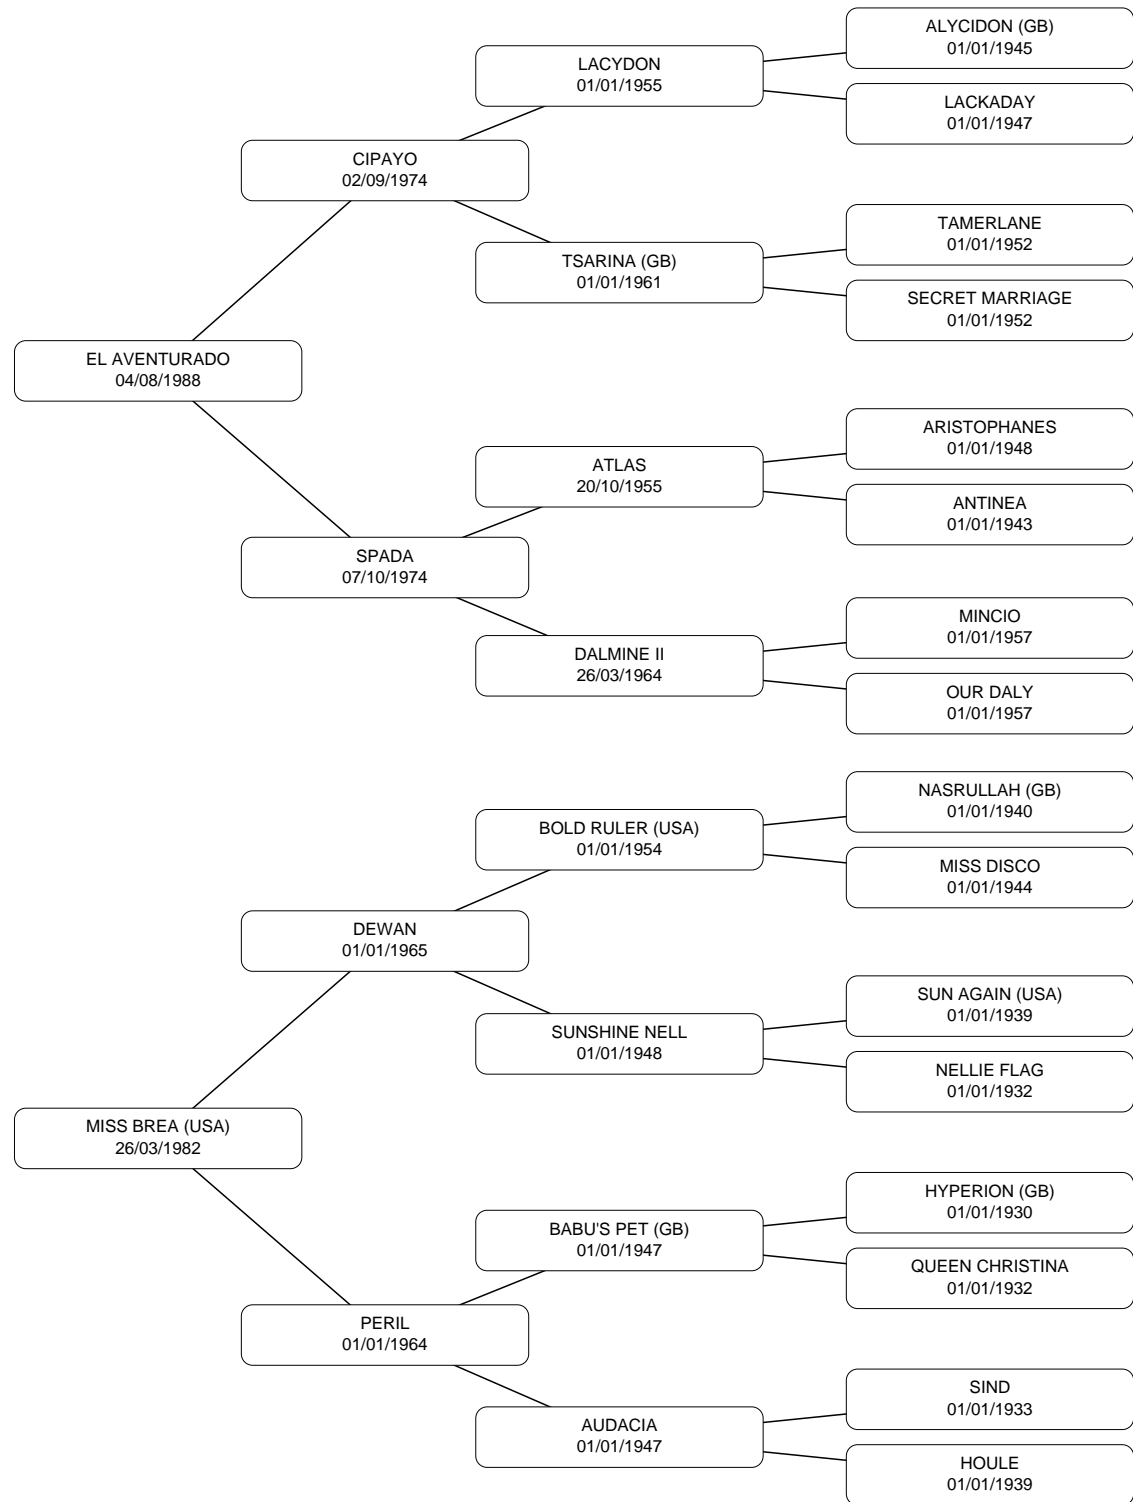 ALYCIDON (GB)
01/01/1945
LACYDON
01/01/1955
LACKADAY
01/01/1947
CIPAYO
02/09/1974
TAMERLANE
01/01/1952
TSARINA (GB)
01/01/1961
SECRET MARRIAGE
01/01/1952
EL AVENTURADO
04/08/1988
ARISTOPHANES
01/01/1948
ATLAS
20/10/1955
ANTINEA
01/01/1943
SPADA
07/10/1974
MINCIO
01/01/1957
DALMINE II
26/03/1964
OUR DALY
01/01/1957
NASRULLAH (GB)
01/01/1940
BOLD RULER (USA)
01/01/1954
MISS DISCO
01/01/1944
DEWAN
01/01/1965
SUN AGAIN (USA)
01/01/1939
SUNSHINE NELL
01/01/1948
NELLIE FLAG
01/01/1932
MISS BREA (USA)
26/03/1982
HYPERION (GB)
01/01/1930
BABU'S PET (GB)
01/01/1947
QUEEN CHRISTINA
01/01/1932
PERIL
01/01/1964
SIND
01/01/1933
AUDACIA
01/01/1947
HOULE
01/01/1939